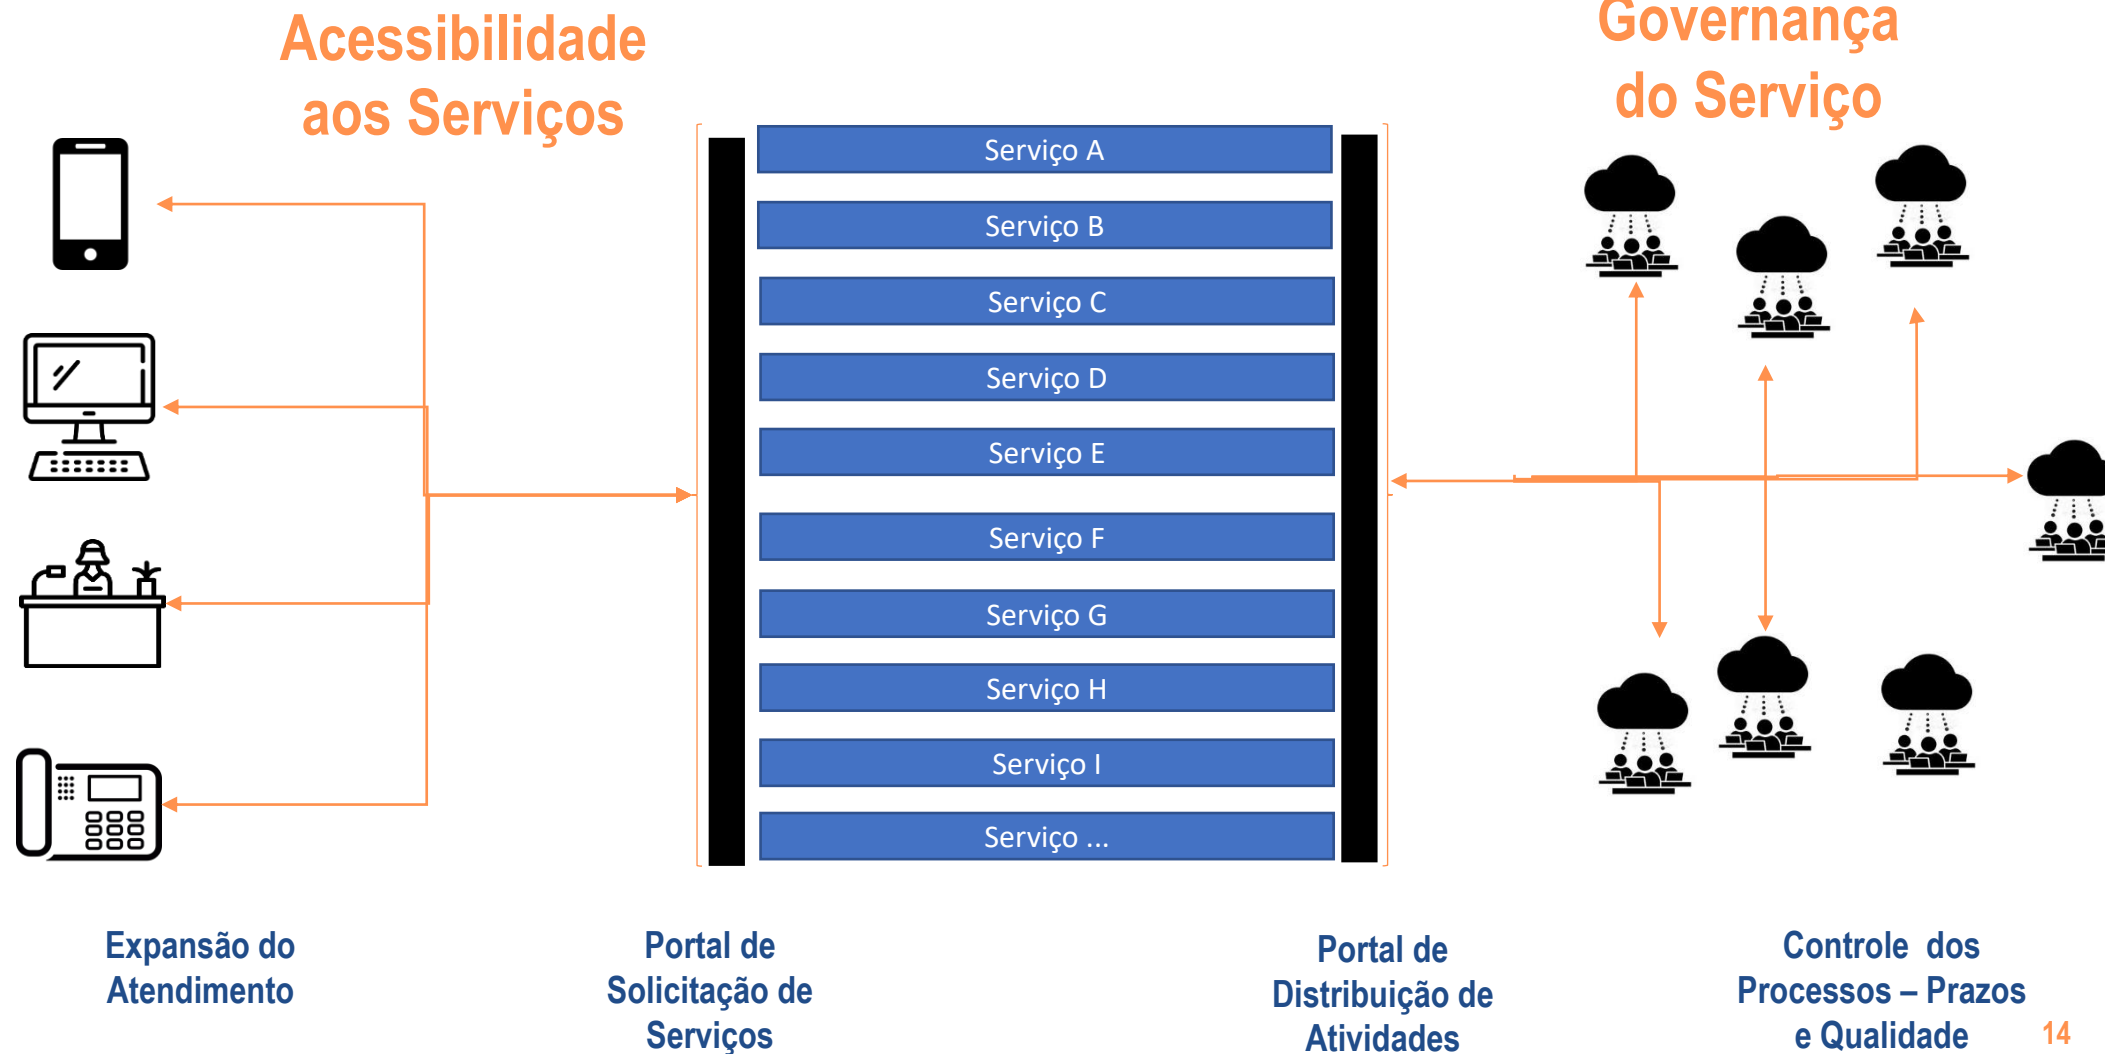 Acessibilidade
aos Serviços
Governança
do Serviço
Serviço A
Serviço B
Serviço C
Serviço D
Serviço E
Serviço F
Serviço G
Serviço H
Serviço I
Serviço ...
Expansão do
Atendimento
Portal de
Solicitação de
Serviços
Portal de
Distribuição de
Atividades
Controle  dos
Processos – Prazos
e Qualidade
14